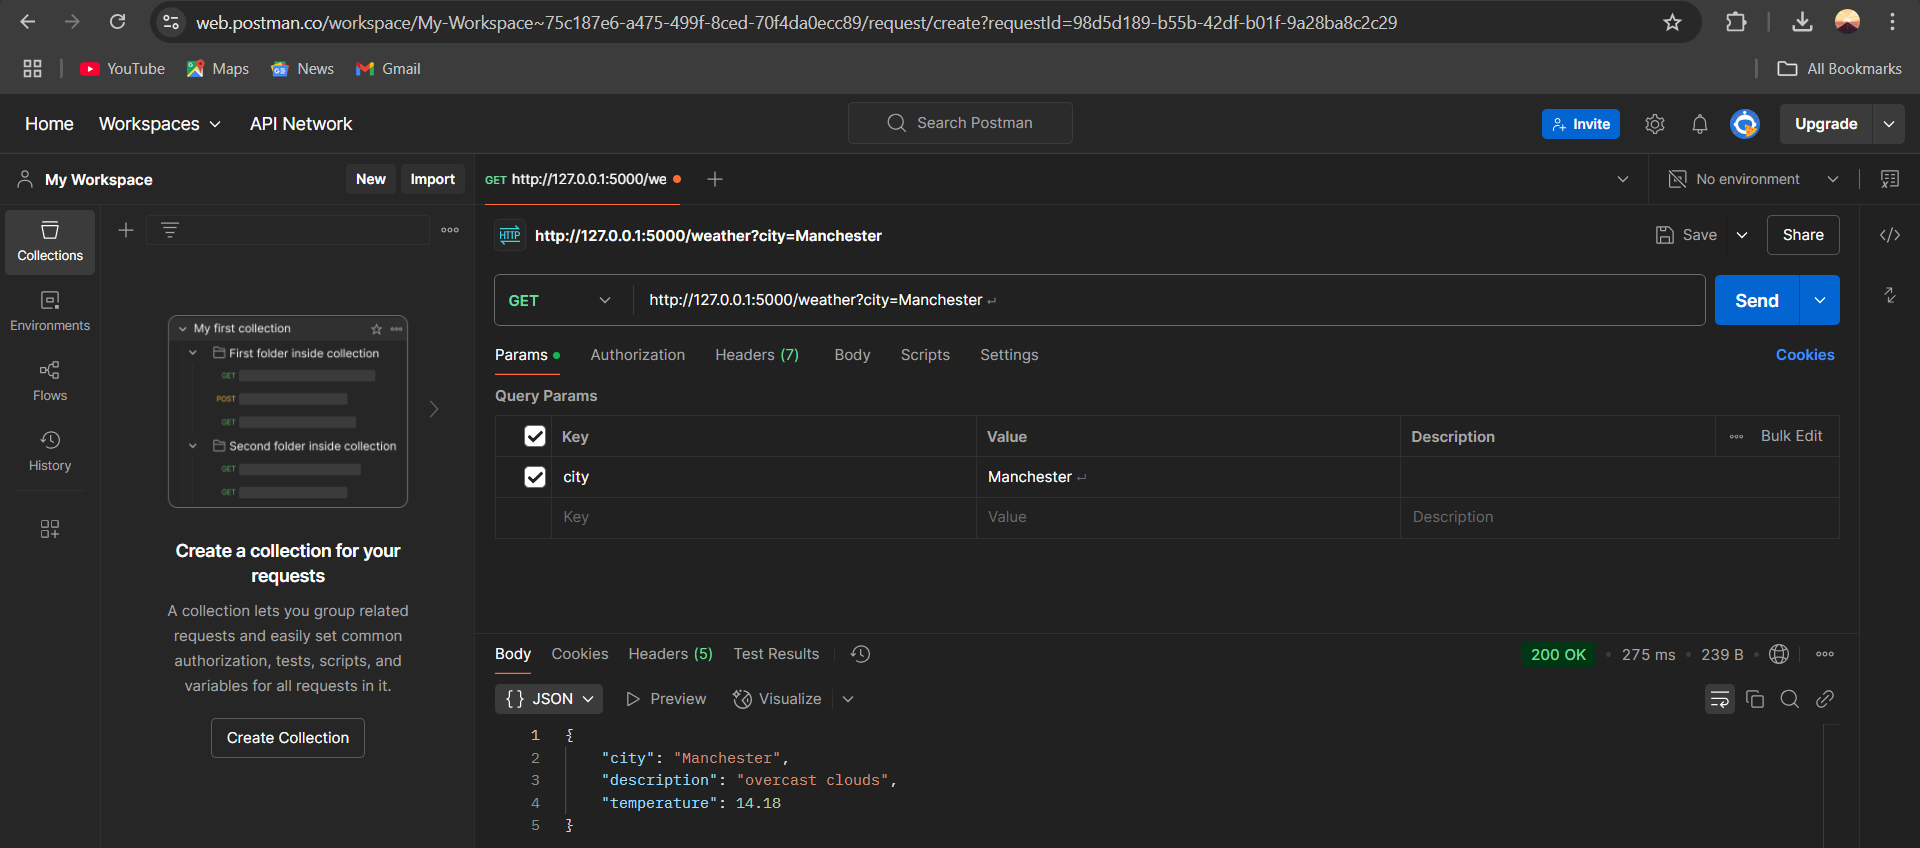 web.postman.co/workspace/My-Workspace~75c187e6-a475-499f-8ced-70f4da0ecc89/request/create?requestId=98d5d189-b55b-42df-b01f-9a28ba8c2c29
YouTube Maps News Gmail All Bookmarks
Home Workspaces API Network Search Postman Invite Upgrade
My Workspace New Import GET http://127.0.0.1:5000/we No environment
Collections
Environments
Flows
History
My first collection
First folder inside collection
GET
POST
GET
Second folder inside collection
GET
GET
Create a collection for your
requests
A collection lets you group related
requests and easily set common
authorization, tests, scripts, and
variables for all requests in it.
Create Collection
HTTP http://127.0.0.1:5000/weather?city=Manchester Save Share
GET http://127.0.0.1:5000/weather?city=Manchester Send
Params Authorization Headers (7) Body Scripts Settings Cookies
Query Params
Key Value Description Bulk Edit
city Manchester
Key Value Description
Body Cookies Headers (5) Test Results 200 OK 275 ms 239 B
{} JSON Preview Visualize
1 {
2 "city": "Manchester",
3 "description": "overcast clouds",
4 "temperature": 14.18
5 }